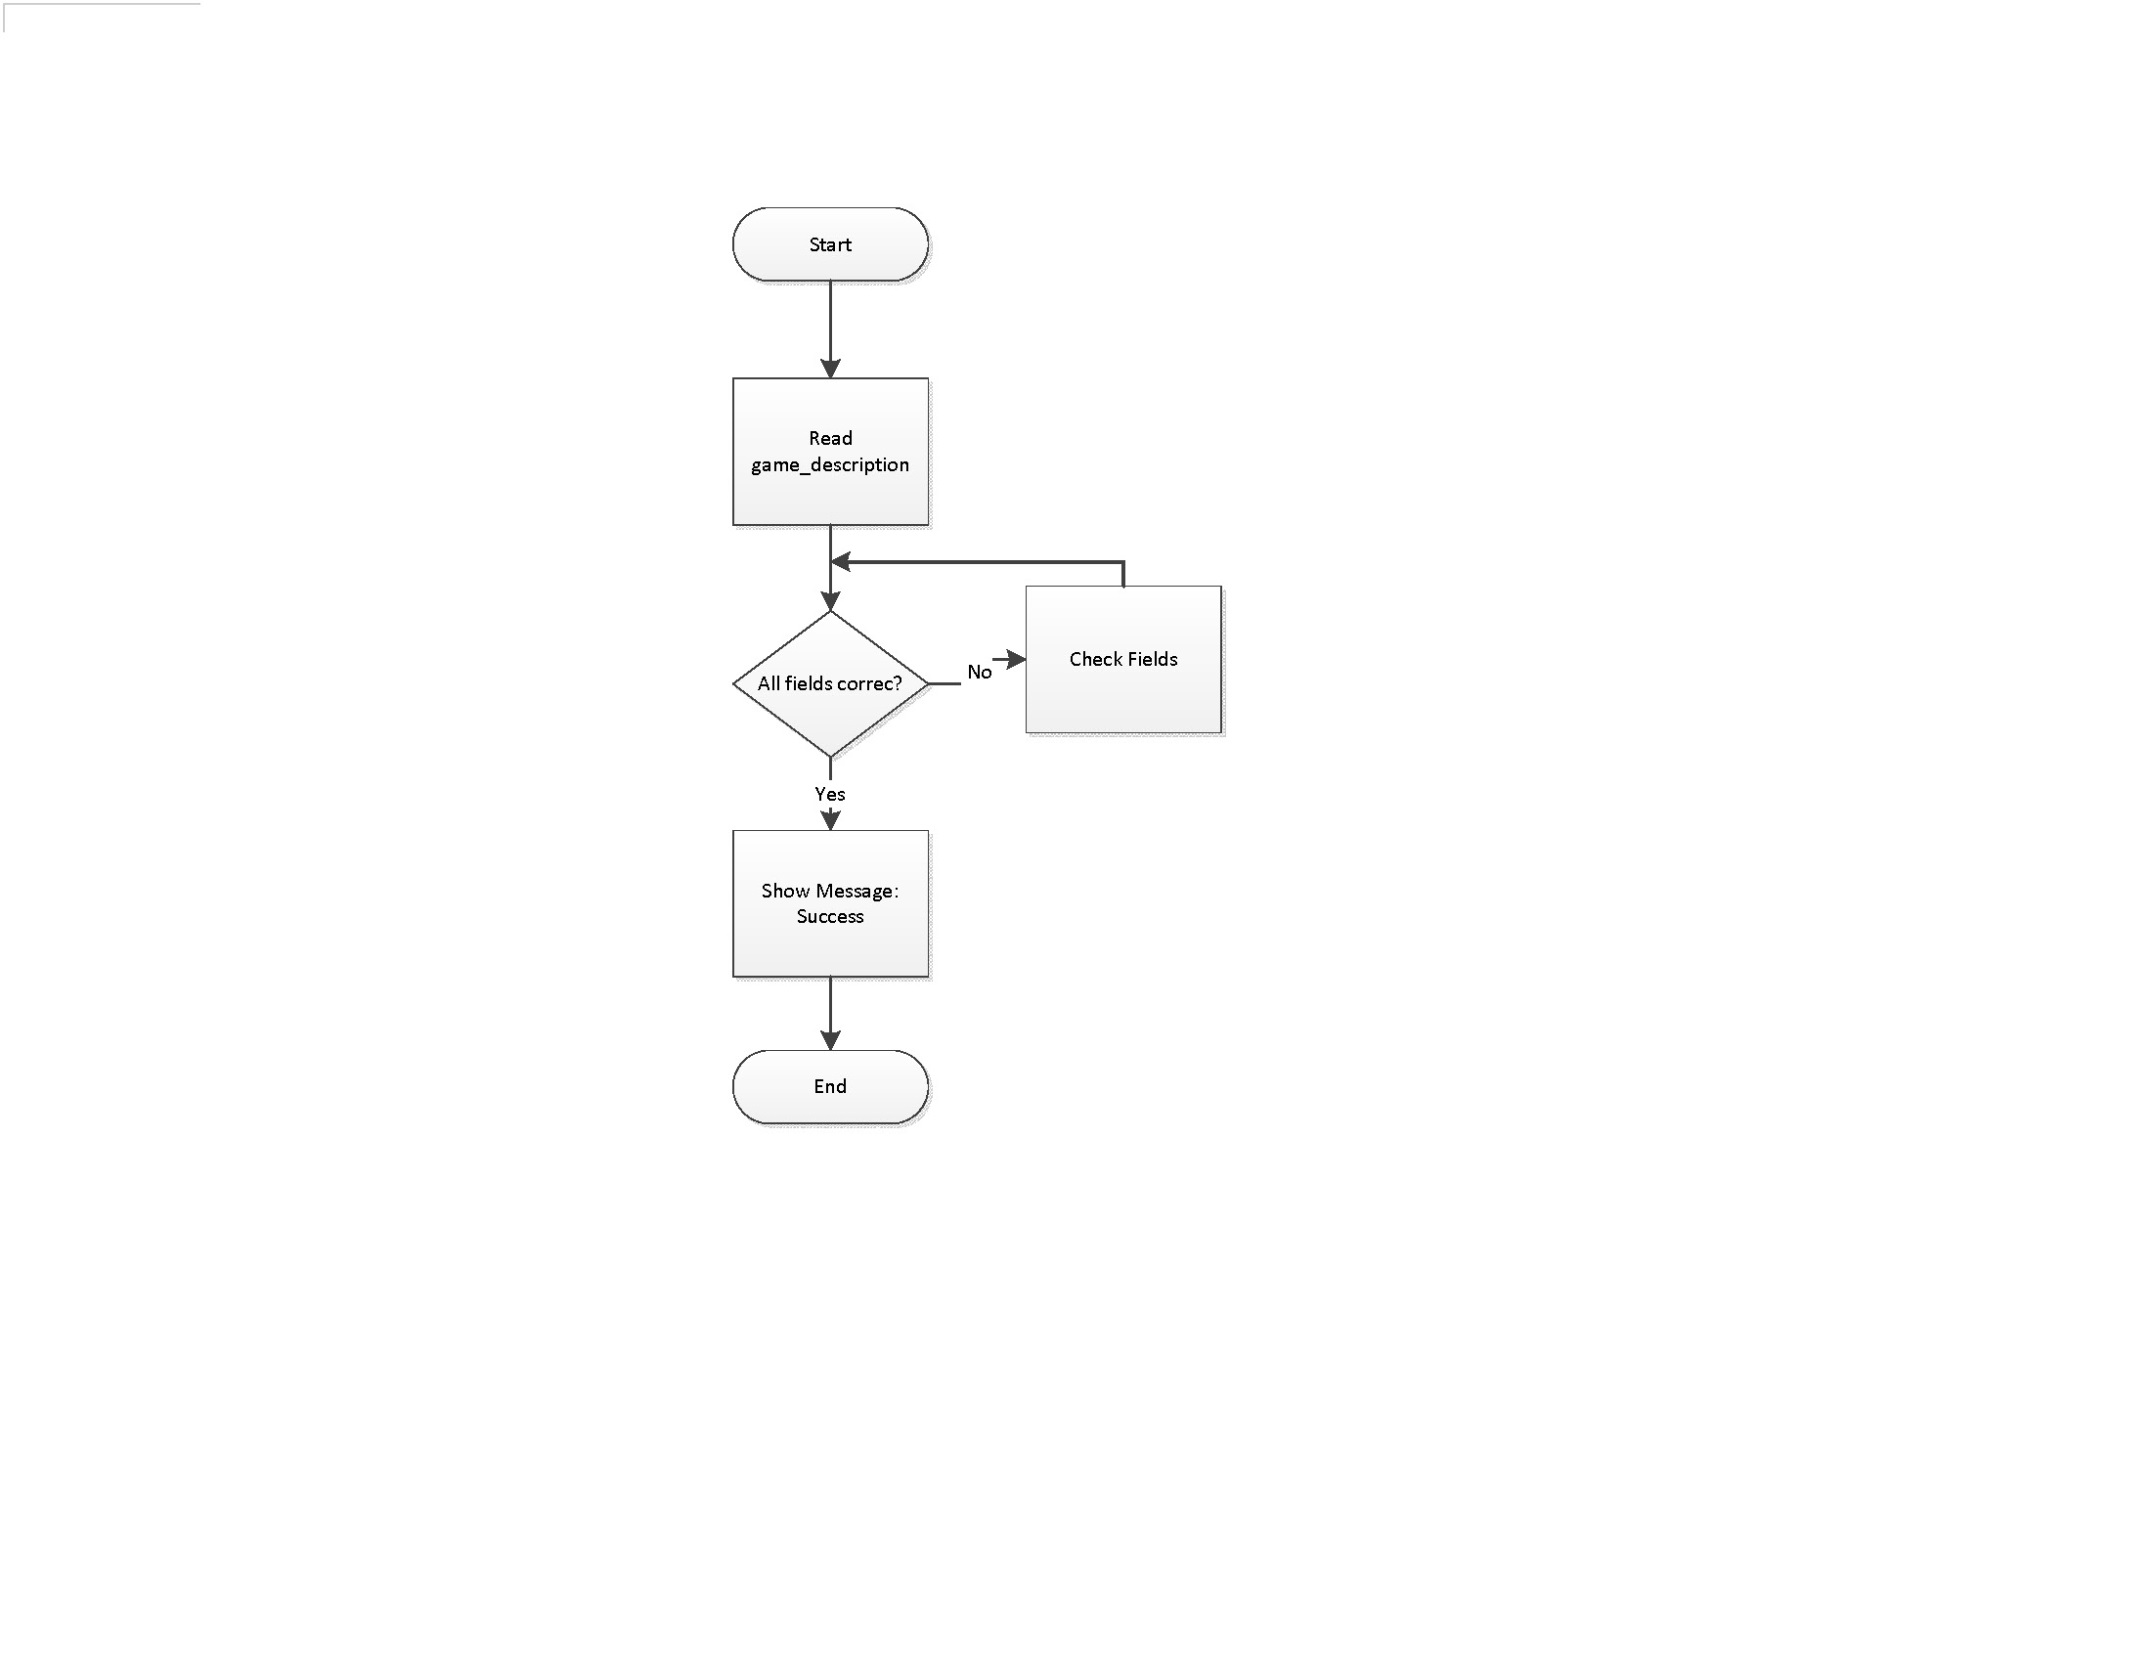 Start
Read
game_description
All fields correc?
No
Check Fields
Yes
Show Message:
Success
End